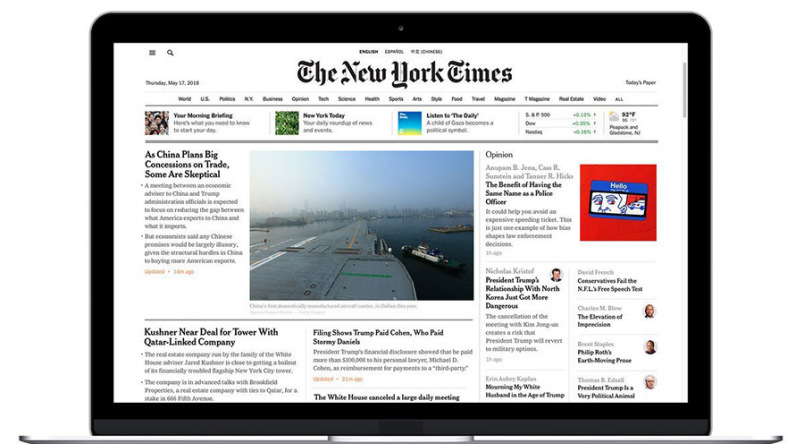 ENGLISH ESPAÑOL 中文 (CHINESE)
The New York Times
Thursday, May 17, 2018
Today's Paper
World U.S. Politics N.Y. Business Opinion Tech Science Health Sports Arts Style Food Travel Magazine T Magazine Real Estate Video ALL
Your Morning Briefing
Here's what you need to know
to start your day.
New York Today
Your daily roundup of news
and events.
Listen to 'The Daily'
A child of Gaza becomes a
political symbol.
S. & P. 500 +0.13% ↑
Dow +0.25% ↑
Nasdaq +0.16% ↑
92°F
Peapack and
Gladstone, NJ
As China Plans Big
Concessions on Trade,
Some Are Skeptical
• A meeting between an economic
adviser to China and Trump
administration officials is expected
to focus on reducing the gap between
what America exports to China and
what it imports.
• But economists said any Chinese
promises would be largely illusory,
given the structural hurdles in China
to buying more American exports.
Updated • 14m ago
China's first domestically manufactured aircraft carrier, in Dalian this year.
Kushner Near Deal for Tower With
Qatar-Linked Company
• The real estate company run by the family of the White
House adviser Jared Kushner is close to getting a bailout
of its financially troubled flagship New York City tower.
• The company is in advanced talks with Brookfield
Properties, a real estate company with ties to Qatar, for a
stake in 666 Fifth Avenue.
Filing Shows Trump Paid Cohen, Who Paid
Stormy Daniels
President Trump's financial disclosure showed that he paid
more than $100,000 to his personal lawyer, Michael D.
Cohen, as reimbursement for payments to a "third-party."
Updated • 21m ago
The White House canceled a large daily meeting
Opinion
Anupam B. Jena, Cass R.
Sunstein and Tanner R. Hicks
The Benefit of Having the
Same Name as a Police
Officer
It could help you avoid an
expensive speeding ticket. This
is just one example of how bias
shapes law enforcement
decisions.
1h ago
Hello
Nicholas Kristof
President Trump's
Relationship With North
Korea Just Got More
Dangerous
The cancellation of the
meeting with Kim Jong-un
creates a risk that
President Trump will revert
to military options.
1h ago
Erin Aubry Kaplan
Mourning My White
Husband in the Age of Trump
David French
Conservatives Fail the
N.F.L.'s Free Speech Test
Charles M. Blow
The Elevation of
Imprecision
Brent Staples
Philip Roth's
Earth-Moving Prose
Thomas B. Edsall
President Trump Is a
Very Political Animal